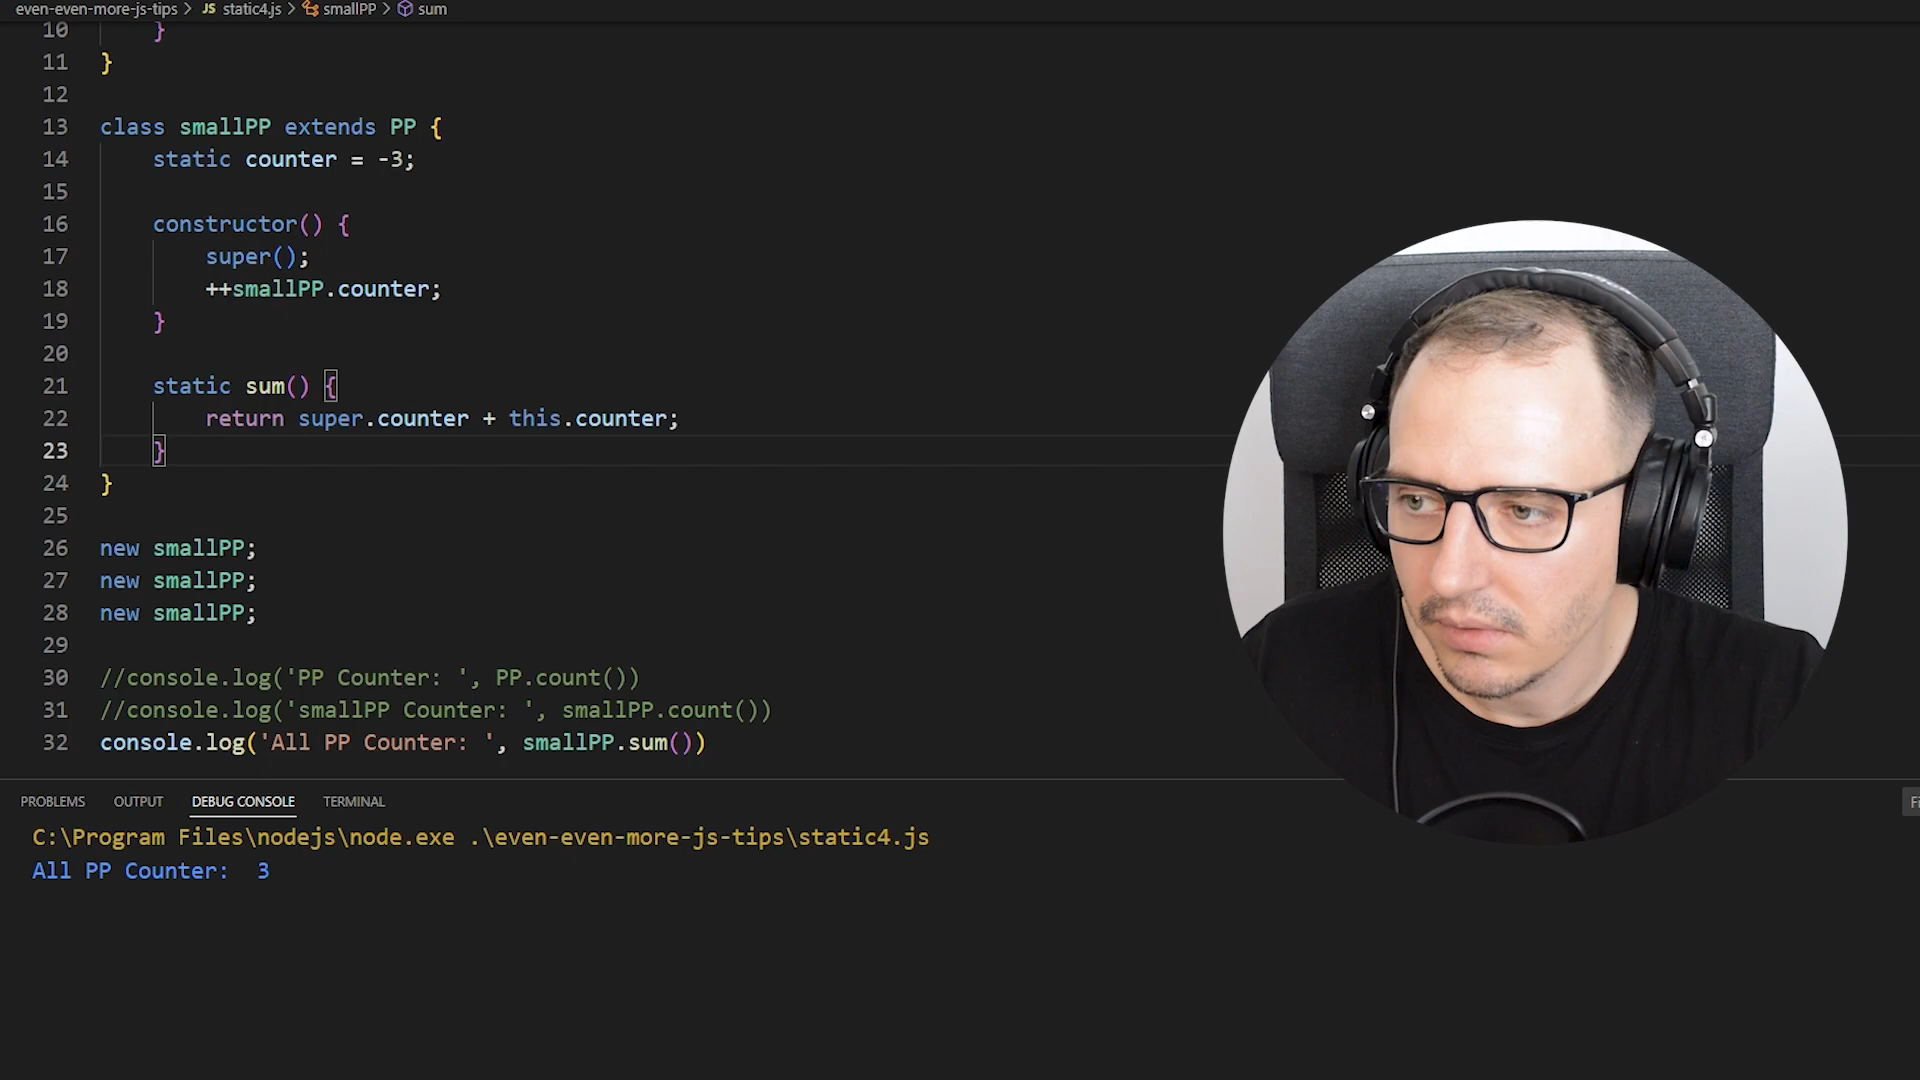 even-even-more-js-tips > JS static4.js > smallPP > sum
10 }
11 }
12
13 class smallPP extends PP {
14 static counter = -3;
15
16 constructor() {
17 super();
18 ++smallPP.counter;
19 }
20
21 static sum() {
22 return super.counter + this.counter;
23 }
24 }
25
26 new smallPP;
27 new smallPP;
28 new smallPP;
29
30 //console.log('PP Counter: ', PP.count())
31 //console.log('smallPP Counter: ', smallPP.count())
32 console.log('All PP Counter: ', smallPP.sum())
PROBLEMS OUTPUT DEBUG CONSOLE TERMINAL
C:\Program Files\nodejs\node.exe .\even-even-more-js-tips\static4.js
All PP Counter:  3